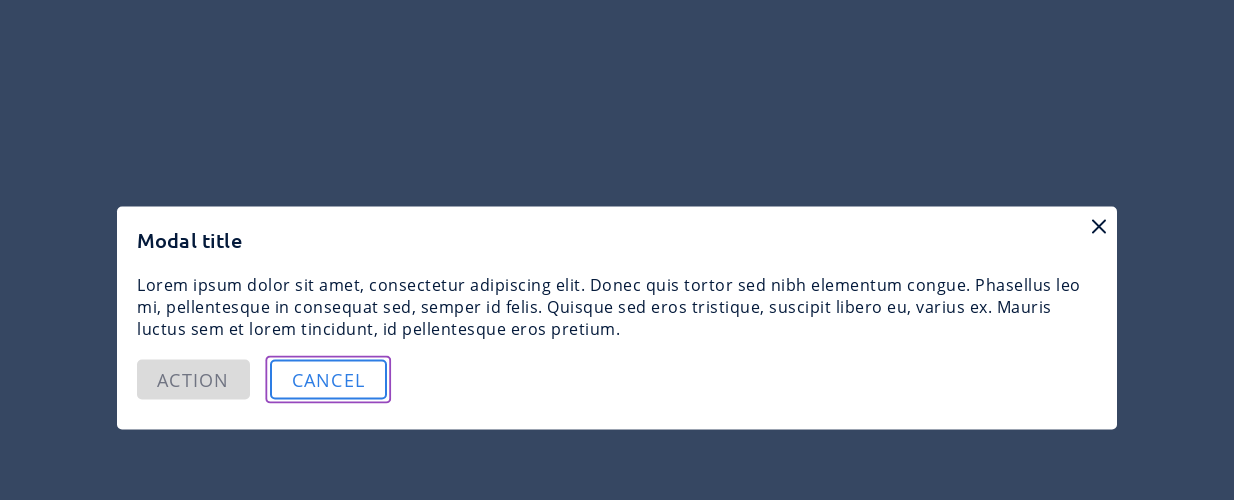 Modal title
Lorem ipsum dolor sit amet, consectetur adipiscing elit. Donec quis tortor sed nibh elementum congue. Phasellus leo
mi, pellentesque in consequat sed, semper id felis. Quisque sed eros tristique, suscipit libero eu, varius ex. Mauris
luctus sem et lorem tincidunt, id pellentesque eros pretium.
ACTION CANCEL